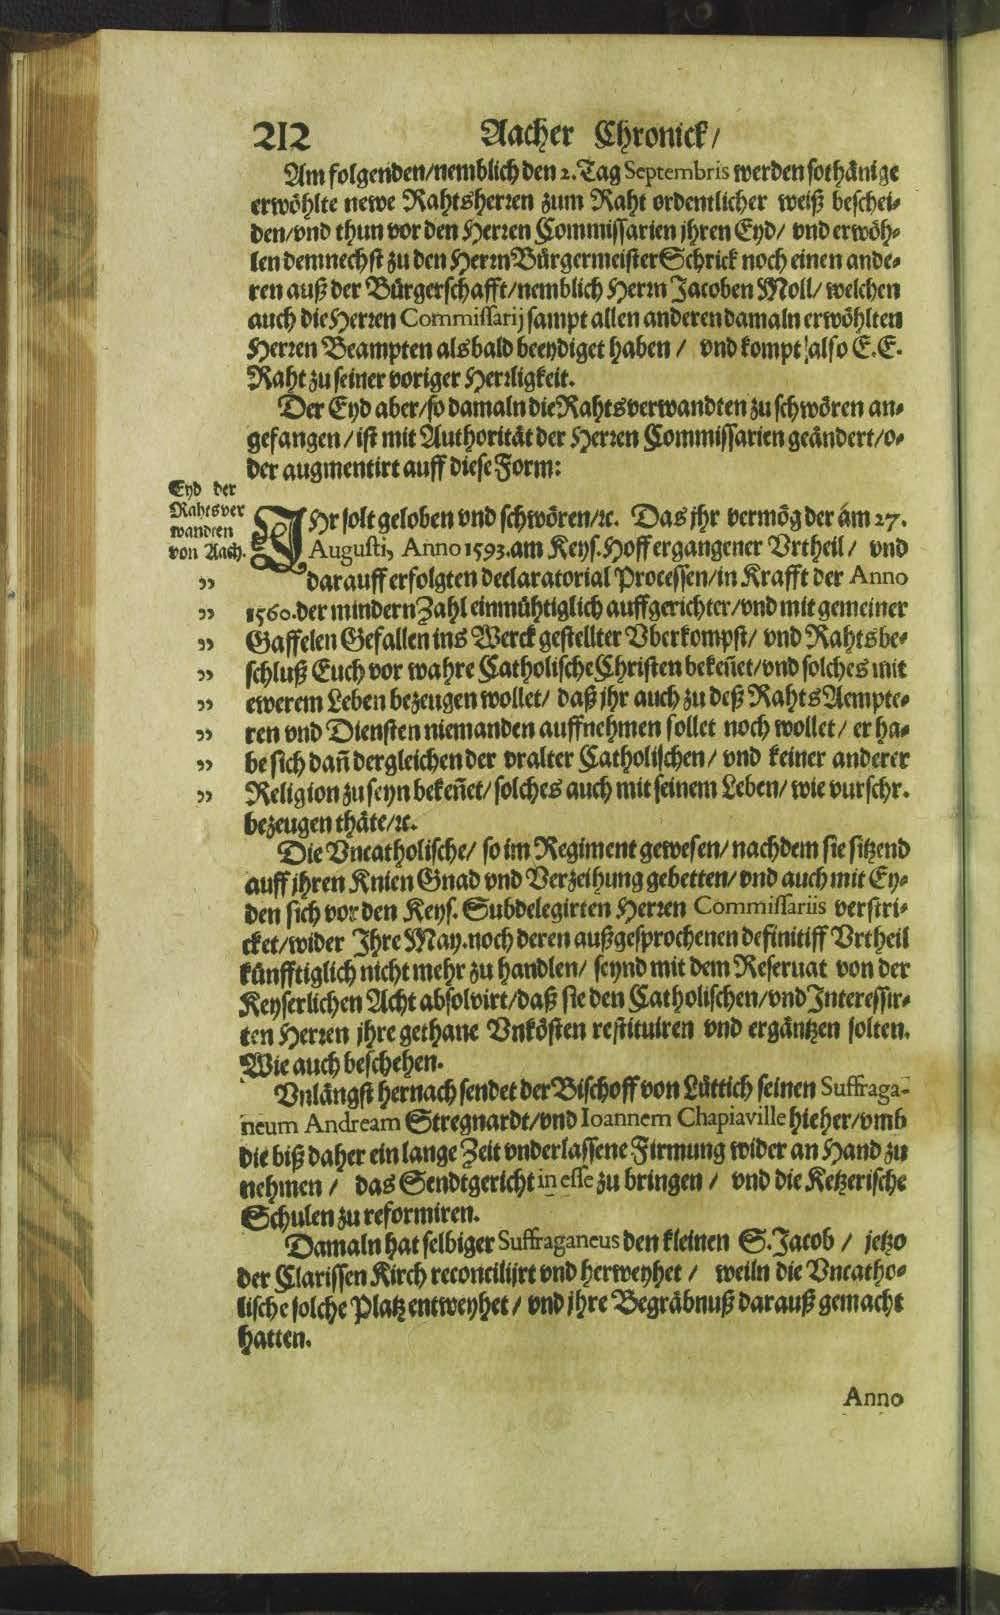 212 Aacher Chronick/
Am folgenden/nemblich den 2. Tag Septembris werden sothänige
erwöhlte newe Rahtsherren zum Raht ordentlicher weiß beschei-
den/vnd thun vor den Herren Commissarien jhren Eyd/ vnd erwöh-
len demnechst zu den Herrn Bürgermeister Schrick noch einen ande-
ren auß der Bürgerschafft/nemblich Herrn Jacoben Moll/ welchen
auch die Herren Commissarij sampt allen anderen damaln erwöhlten
Herren Beampten alsbald beeydiget haben / vnd kompt also E. E.
Raht zu seiner voriger Herrligkeit.
Der Eyd aber/so damaln die Rahtsverwandten zu schwören an-
gefangen/ist mit Authorität der Herren Commissarien geändert/o-
der augmentirt auff diese Form:
Eyd der
Rahtsver
wandten
von Aach.
IHr solt geloben vnd schwören/ꝛc. Das jhr vermög der am 27.
Augusti, Anno 1593. am Keys. Hoff ergangener Vrtheil/ vnd
" darauff erfolgten declaratorial Processen/in Krafft der Anno
" 1560. der mindern Zahl einmühtiglich auffgerichter/vnd mit gemeiner
" Gaffelen Gefallen ins Werck gestellter Vberkompst/ vnd Rahtsbe-
" schluß Euch vor wahre Catholische Christen bekeñet/vnd solches mit
" ewerem Leben bezeugen wollet/ daß jhr auch zu deß Rahts Aempte-
" ren vnd Diensten niemanden auffnehmen sollet noch wollet/ er ha-
" be sich dañ dergleichen der vralter Catholischen/ vnd keiner anderer
" Religion zu seyn bekeñet/ solches auch mit seinem Leben/ wie vurschr.
bezeugen thäte/ꝛc.
Die Vncatholische/ so im Regiment gewesen/ nachdem sie sitzend
auff jhren Knien Gnad vnd Verzeihung gebetten/ vnd auch mit Ey-
den sich vor den Keys. Subdelegirten Herren Commissariis verstri-
cket/wider Jhre May. noch deren außgesprochenen definitiff Vrtheil
künfftiglich nicht mehr zu handlen/ seynd mit dem Reseruat von der
Keyserlichen Acht absolvirt/daß sie den Catholischen/vnd Interessir-
ten Herren jhre gethane Vnkösten restituiren vnd ergäntzen solten.
Wie auch beschehen.
Vnlängst hernach sendet der Bischoff von Lüttich seinen Suffraga-
neum Andream Stregnardt/vnd Ioannem Chapiaville hieher/vmb
die biß daher ein lange Zeit vnderlassene Firmung wider an Hand zu
nehmen / das Sendtgericht in esse zu bringen / vnd die Ketzerische
Schulen zu reformiren.
Damaln hat selbiger Suffraganeus den kleinen S. Jacob / jetzo
der Clarissen Kirch reconcilijrt vnd herweyhet / weiln die Vncatho-
lische solche Platz entweyhet / vnd jhre Begräbnuß darauß gemacht
hatten.
Anno